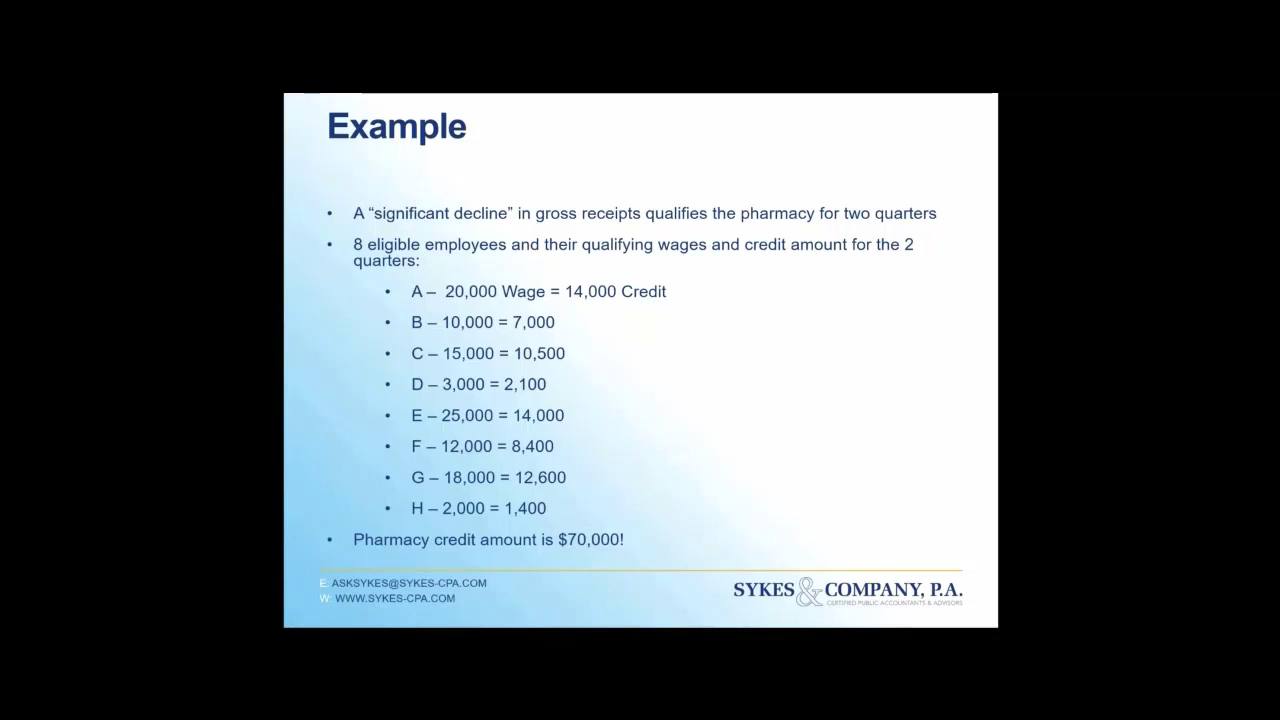 Example
• A “significant decline” in gross receipts qualifies the pharmacy for two quarters
• 8 eligible employees and their qualifying wages and credit amount for the 2
quarters:
• A – 20,000 Wage = 14,000 Credit
• B – 10,000 = 7,000
• C – 15,000 = 10,500
• D – 3,000 = 2,100
• E – 25,000 = 14,000
• F – 12,000 = 8,400
• G – 18,000 = 12,600
• H – 2,000 = 1,400
• Pharmacy credit amount is $70,000!
E: ASKSYKES@SYKES-CPA.COM
W: WWW.SYKES-CPA.COM
SYKES & COMPANY, P.A.
CERTIFIED PUBLIC ACCOUNTANTS & ADVISORS